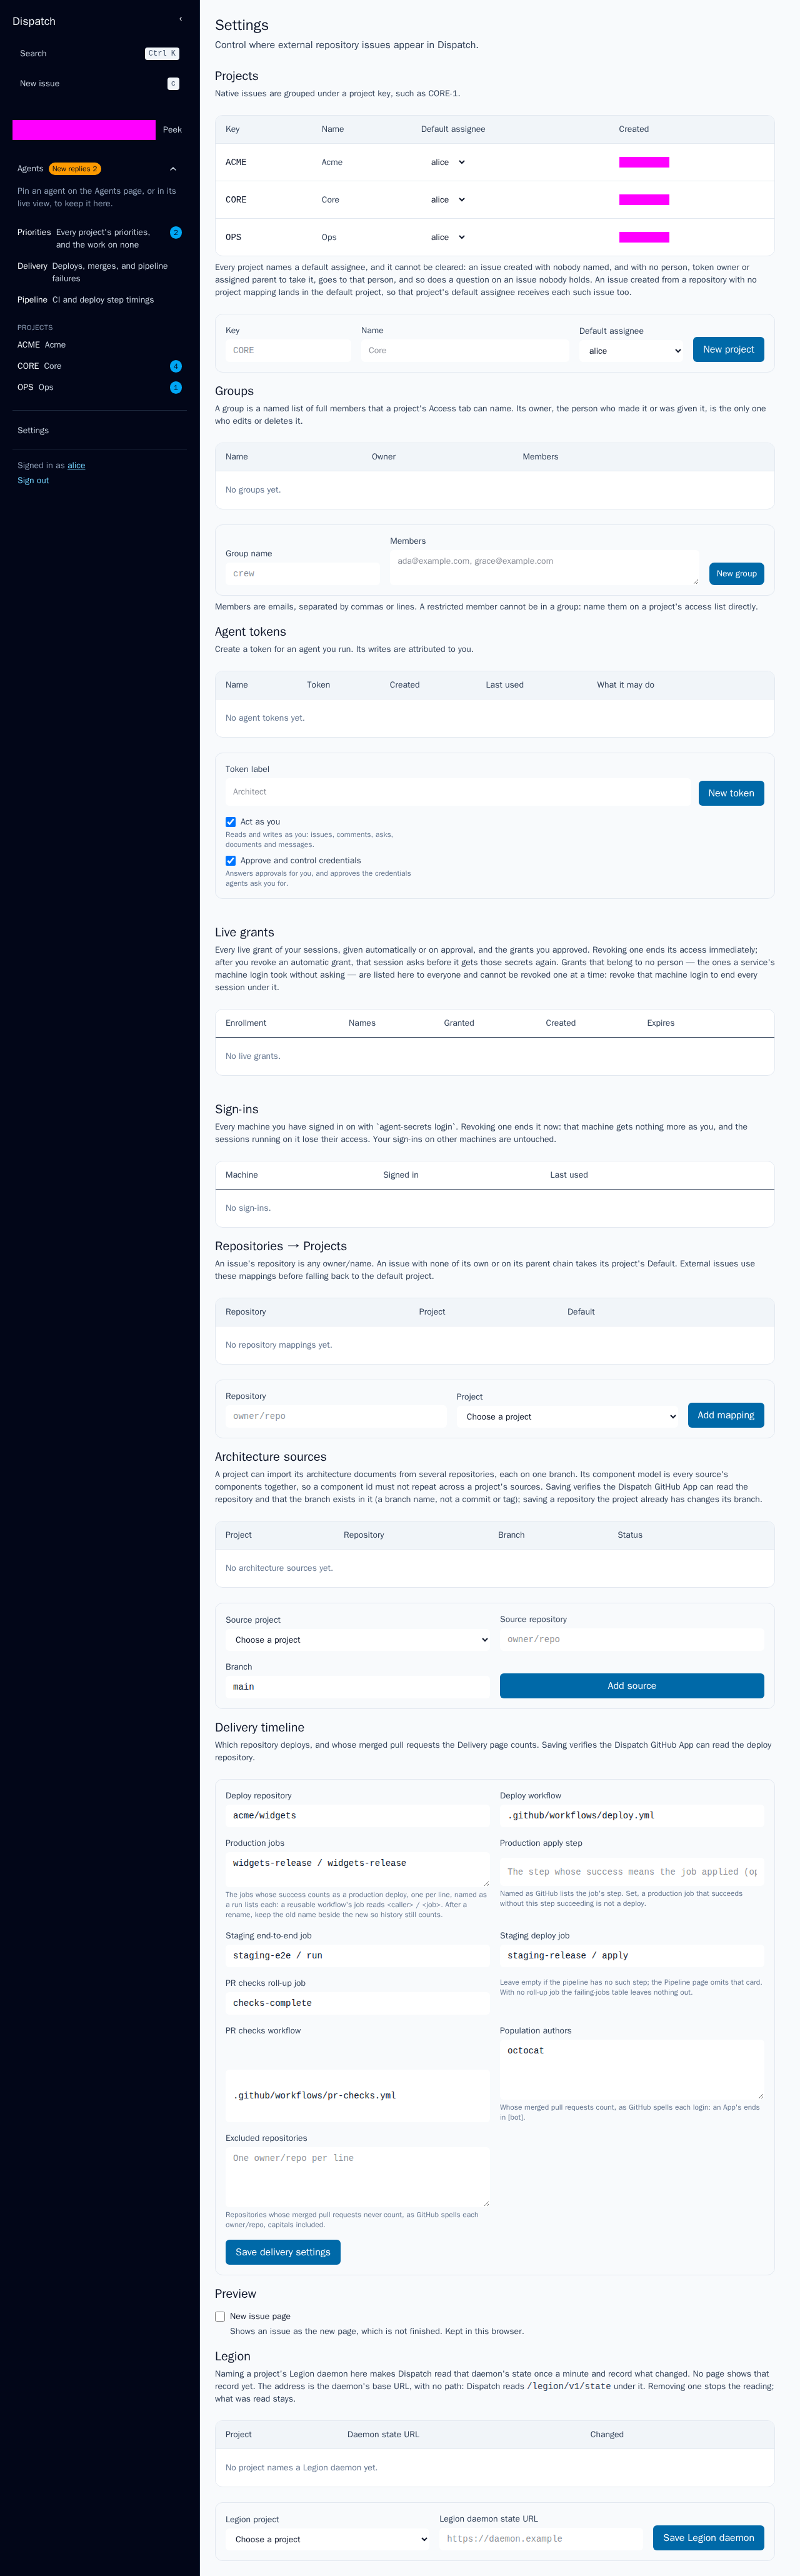 Dispatch
Search
Ctrl K
New issue
c
Peek
Agents
New replies 2
Pin an agent on the Agents page, or in its
live view, to keep it here.
Priorities
Every project's priorities,
and the work on none
2
Delivery
Deploys, merges, and pipeline
failures
Pipeline
CI and deploy step timings
PROJECTS
ACME Acme
CORE Core
4
OPS Ops
1
Settings
Signed in as alice
Sign out
Settings
Control where external repository issues appear in Dispatch.
Projects
Native issues are grouped under a project key, such as CORE-1.
Key Name Default assignee Created
ACME Acme alice
CORE Core alice
OPS Ops alice
Every project names a default assignee, and it cannot be cleared: an issue created with nobody named, and with no person, token owner or
assigned parent to take it, goes to that person, and so does a question on an issue nobody holds. An issue created from a repository with no
project mapping lands in the default project, so that project's default assignee receives each such issue too.
Key Name Default assignee
CORE Core alice New project
Groups
A group is a named list of full members that a project's Access tab can name. Its owner, the person who made it or was given it, is the only one
who edits or deletes it.
Name Owner Members
No groups yet.
Group name Members
crew ada@example.com, grace@example.com New group
Members are emails, separated by commas or lines. A restricted member cannot be in a group: name them on a project's access list directly.
Agent tokens
Create a token for an agent you run. Its writes are attributed to you.
Name Token Created Last used What it may do
No agent tokens yet.
Token label
Architect New token
Act as you
Reads and writes as you: issues, comments, asks,
documents and messages.
Approve and control credentials
Answers approvals for you, and approves the credentials
agents ask you for.
Live grants
Every live grant of your sessions, given automatically or on approval, and the grants you approved. Revoking one ends its access immediately;
after you revoke an automatic grant, that session asks before it gets those secrets again. Grants that belong to no person — the ones a service's
machine login took without asking — are listed here to everyone and cannot be revoked one at a time: revoke that machine login to end every
session under it.
Enrollment Names Granted Created Expires
No live grants.
Sign-ins
Every machine you have signed in on with `agent-secrets login`. Revoking one ends it now: that machine gets nothing more as you, and the
sessions running on it lose their access. Your sign-ins on other machines are untouched.
Machine Signed in Last used
No sign-ins.
Repositories → Projects
An issue's repository is any owner/name. An issue with none of its own or on its parent chain takes its project's Default. External issues use
these mappings before falling back to the default project.
Repository Project Default
No repository mappings yet.
Repository Project
owner/repo Choose a project Add mapping
Architecture sources
A project can import its architecture documents from several repositories, each on one branch. Its component model is every source's
components together, so a component id must not repeat across a project's sources. Saving verifies the Dispatch GitHub App can read the
repository and that the branch exists in it (a branch name, not a commit or tag); saving a repository the project already has changes its branch.
Project Repository Branch Status
No architecture sources yet.
Source project Source repository
Choose a project owner/repo
Branch
main Add source
Delivery timeline
Which repository deploys, and whose merged pull requests the Delivery page counts. Saving verifies the Dispatch GitHub App can read the deploy
repository.
Deploy repository Deploy workflow
acme/widgets .github/workflows/deploy.yml
Production jobs Production apply step
widgets-release / widgets-release
The step whose success means the job applied (op
The jobs whose success counts as a production deploy, one per line, named as
a run lists each: a reusable workflow's job reads <caller> / <job>. After a
rename, keep the old name beside the new so history still counts.
Named as GitHub lists the job's step. Set, a production job that succeeds
without this step succeeding is not a deploy.
Staging end-to-end job Staging deploy job
staging-e2e / run staging-release / apply
PR checks roll-up job
checks-complete
Leave empty if the pipeline has no such step; the Pipeline page omits that card.
With no roll-up job the failing-jobs table leaves nothing out.
PR checks workflow Population authors
.github/workflows/pr-checks.yml
octocat
Whose merged pull requests count, as GitHub spells each login: an App's ends
in [bot].
Excluded repositories
One owner/repo per line
Repositories whose merged pull requests never count, as GitHub spells each
owner/repo, capitals included.
Save delivery settings
Preview
New issue page
Shows an issue as the new page, which is not finished. Kept in this browser.
Legion
Naming a project's Legion daemon here makes Dispatch read that daemon's state once a minute and record what changed. No page shows that
record yet. The address is the daemon's base URL, with no path: Dispatch reads /legion/v1/state under it. Removing one stops the reading;
what was read stays.
Project Daemon state URL Changed
No project names a Legion daemon yet.
Legion project Legion daemon state URL
Choose a project https://daemon.example Save Legion daemon